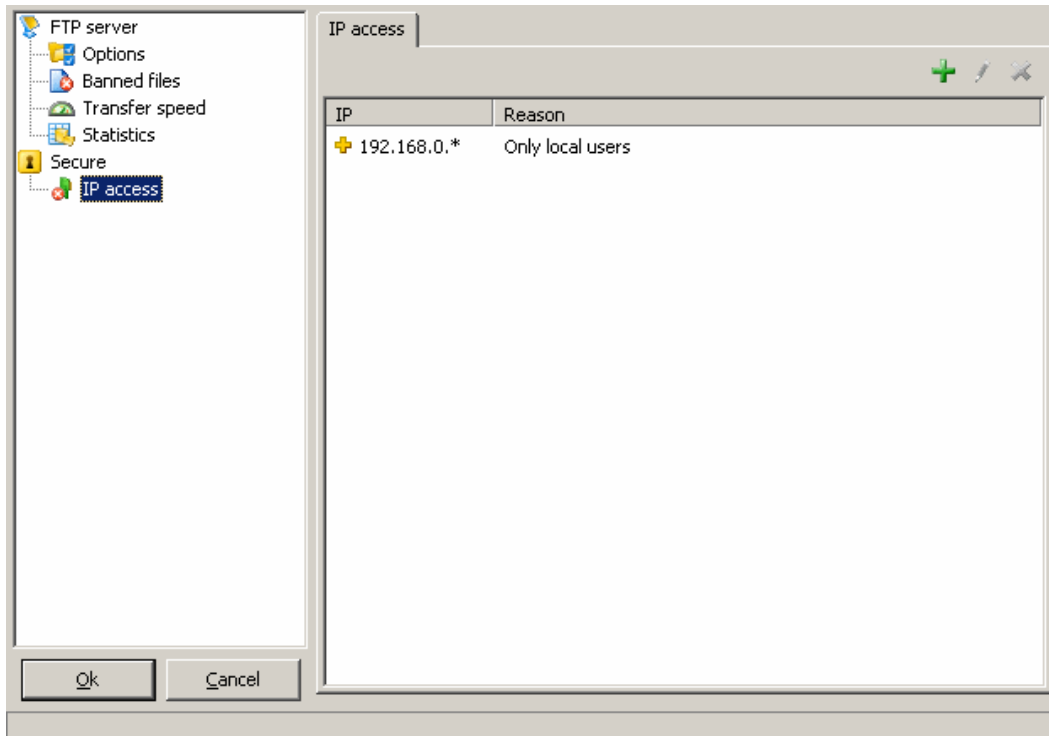 FTP server
Options
Banned files
Transfer speed
Statistics
Secure
IP access
Ok
Cancel
IP access
IP Reason
192.168.0.* Only local users